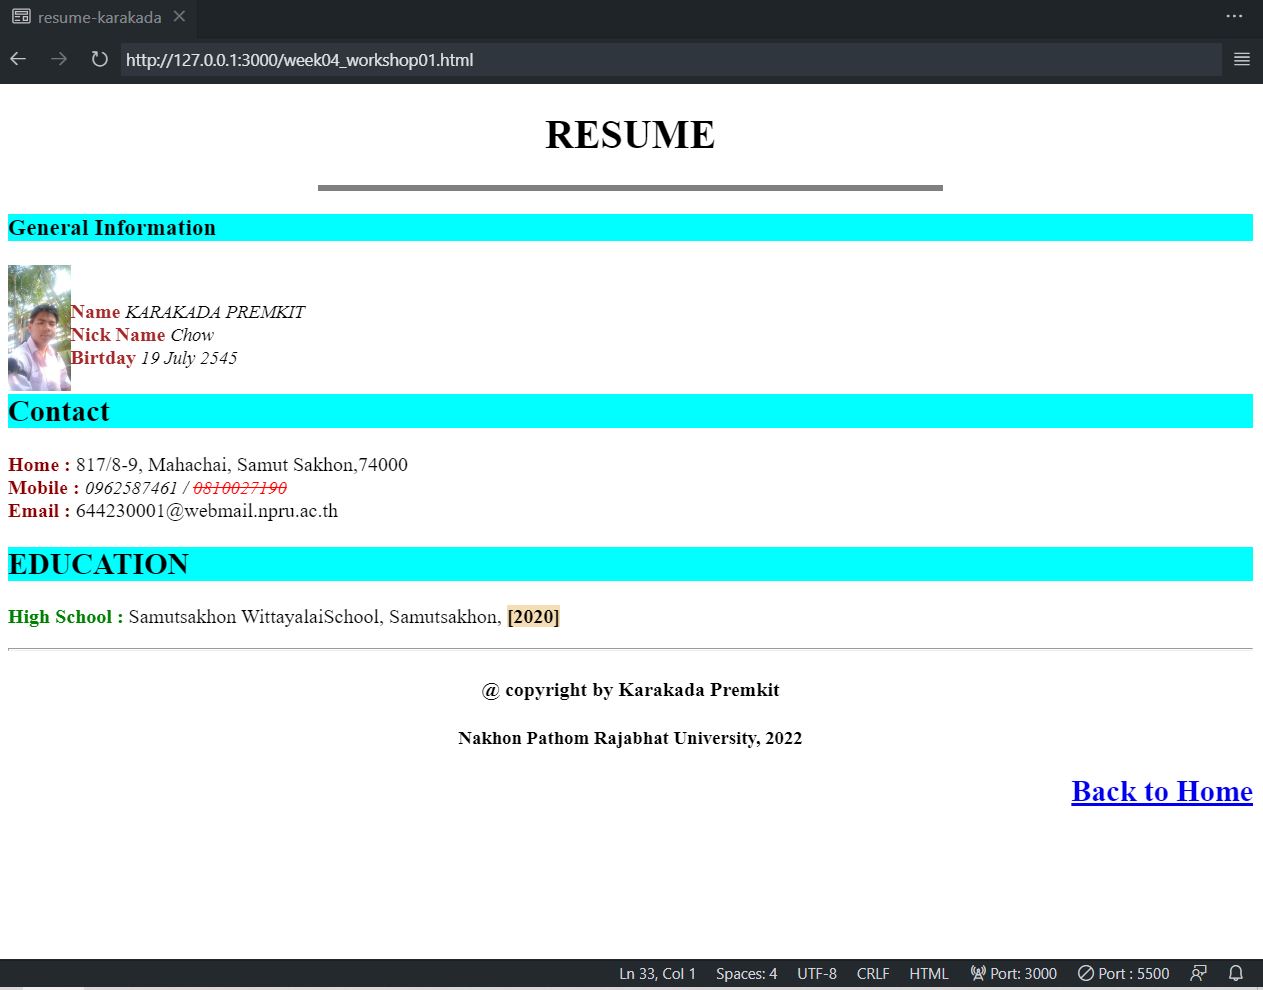 resume-karakada
http://127.0.0.1:3000/week04_workshop01.html
RESUME
General Information
Name KARAKADA PREMKIT
Nick Name Chow
Birtday 19 July 2545
Contact
Home : 817/8-9, Mahachai, Samut Sakhon,74000
Mobile : 0962587461 / 0810027190
Email : 644230001@webmail.npru.ac.th
EDUCATION
High School : Samutsakhon WittayalaiSchool, Samutsakhon, [2020]
@ copyright by Karakada Premkit
Nakhon Pathom Rajabhat University, 2022
Back to Home
Ln 33, Col 1 Spaces: 4 UTF-8 CRLF HTML Port: 3000 Port : 5500